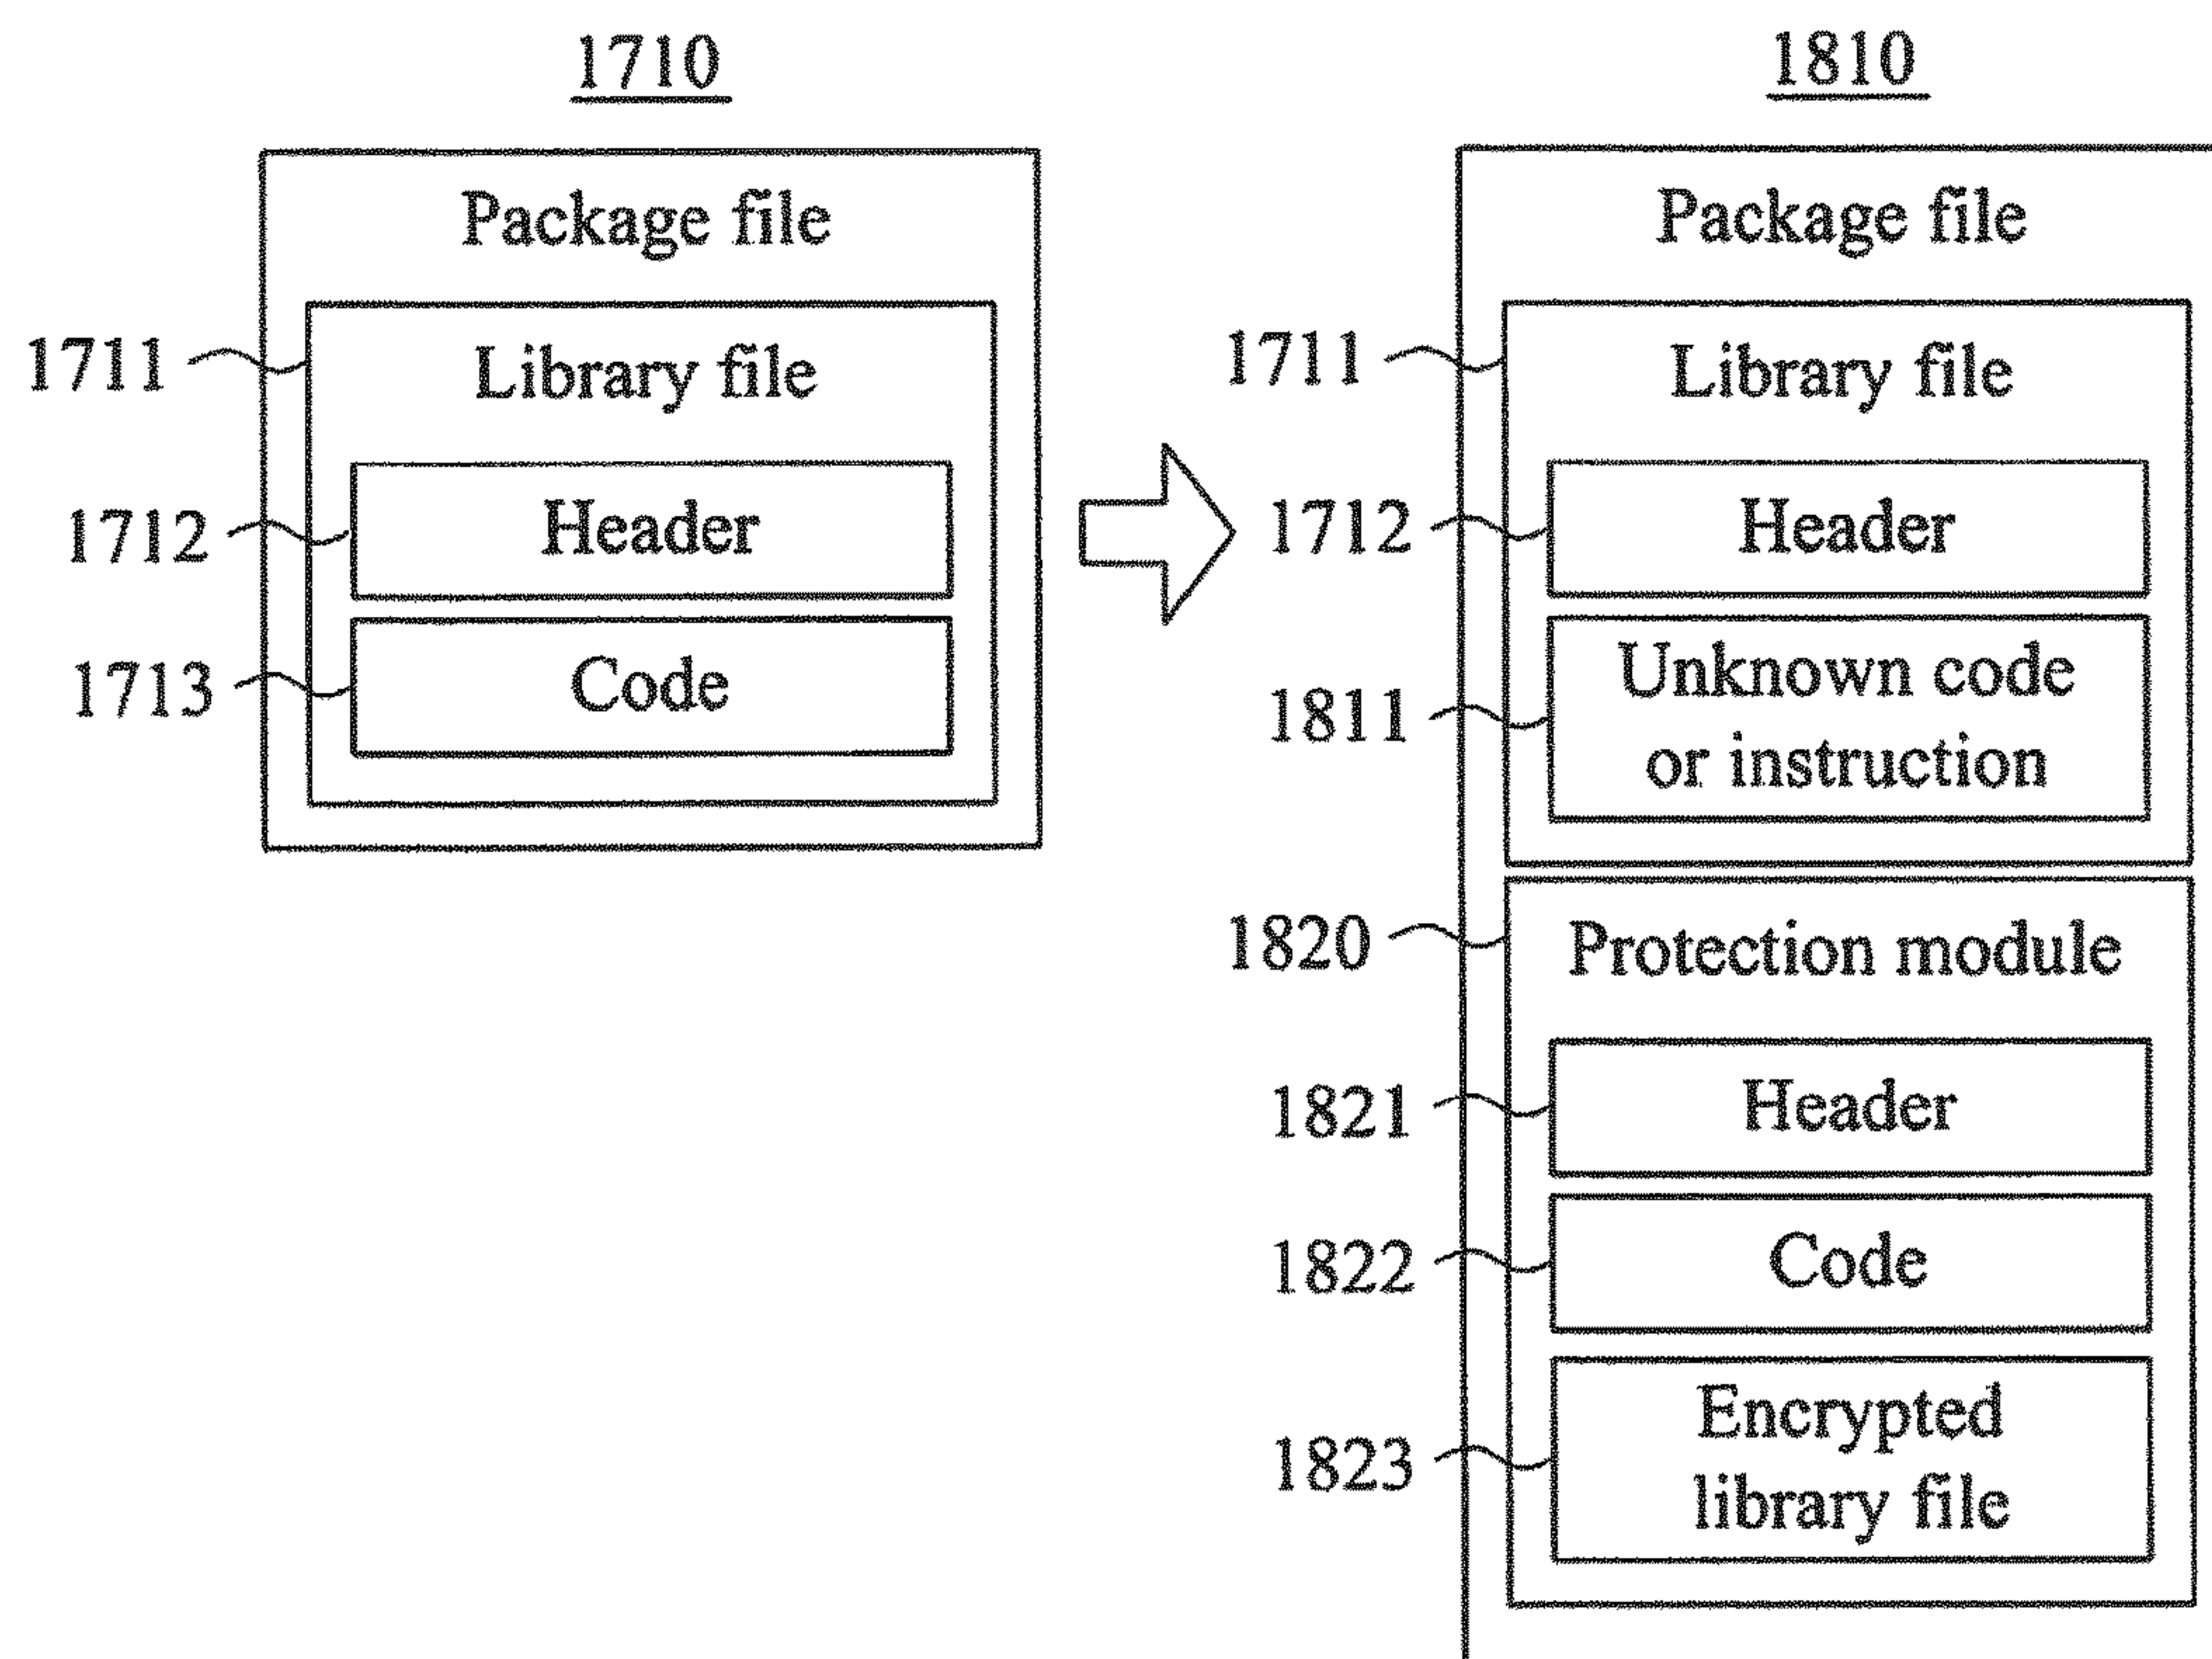 1710
Package file
1711
Library file
1712
Header
1713
Code
1810
Package file
1711
Library file
1712
Header
1811
Unknown code
or instruction
1820
Protection module
1821
Header
1822
Code
1823
Encrypted
library file